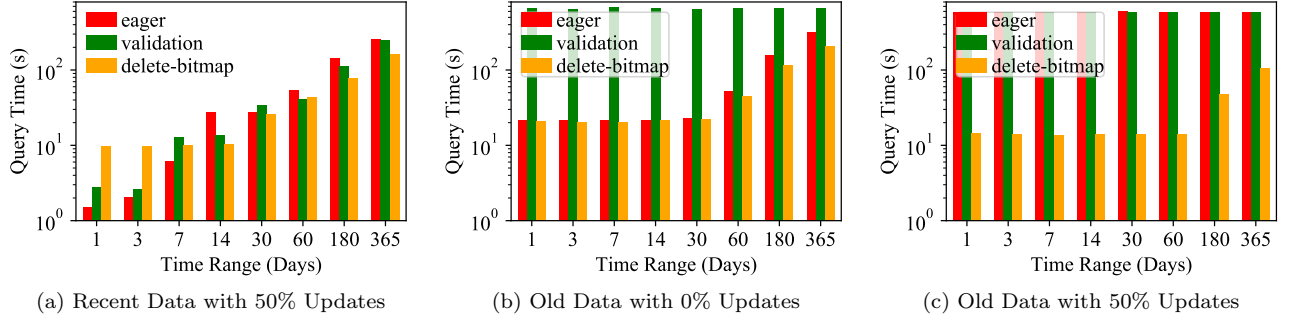 eager
validation
delete-bitmap
Query Time (s)
10^2
10^1
10^0
1 3 7 14 30 60 180 365
Time Range (Days)
(a) Recent Data with 50% Updates
eager
validation
delete-bitmap
Query Time (s)
10^2
10^1
10^0
1 3 7 14 30 60 180 365
Time Range (Days)
(b) Old Data with 0% Updates
eager
validation
delete-bitmap
Query Time (s)
10^2
10^1
10^0
1 3 7 14 30 60 180 365
Time Range (Days)
(c) Old Data with 50% Updates